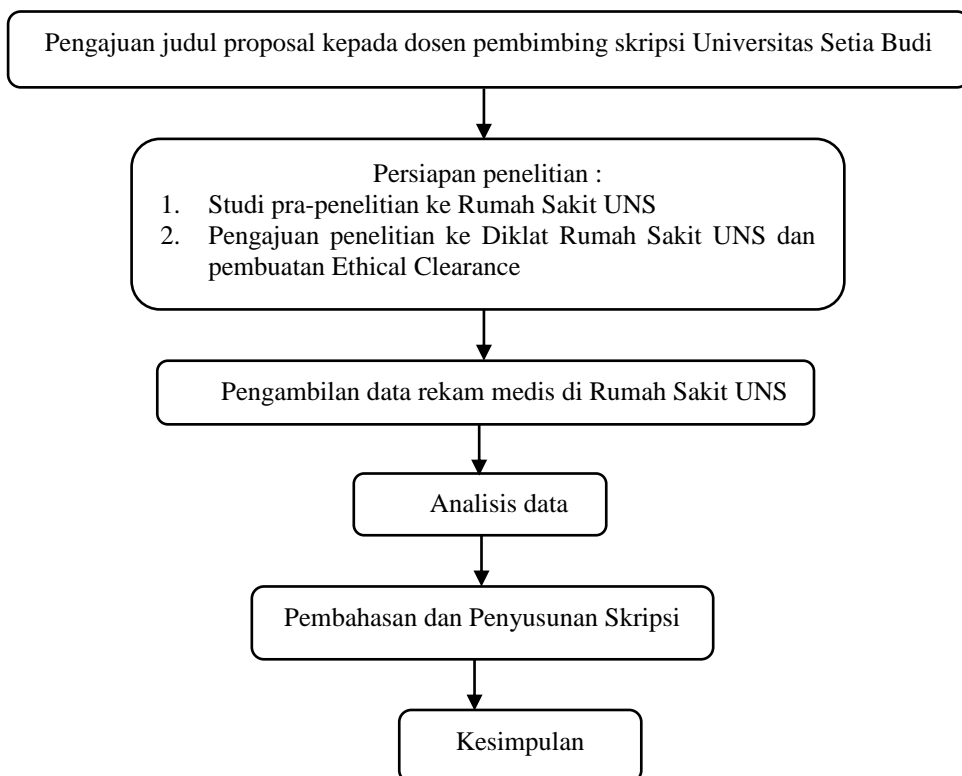 Pengajuan judul proposal kepada dosen pembimbing skripsi Universitas Setia Budi
Persiapan penelitian :
1. Studi pra-penelitian ke Rumah Sakit UNS
2. Pengajuan penelitian ke Diklat Rumah Sakit UNS dan
pembuatan Ethical Clearance
Pengambilan data rekam medis di Rumah Sakit UNS
Analisis data
Pembahasan dan Penyusunan Skripsi
Kesimpulan